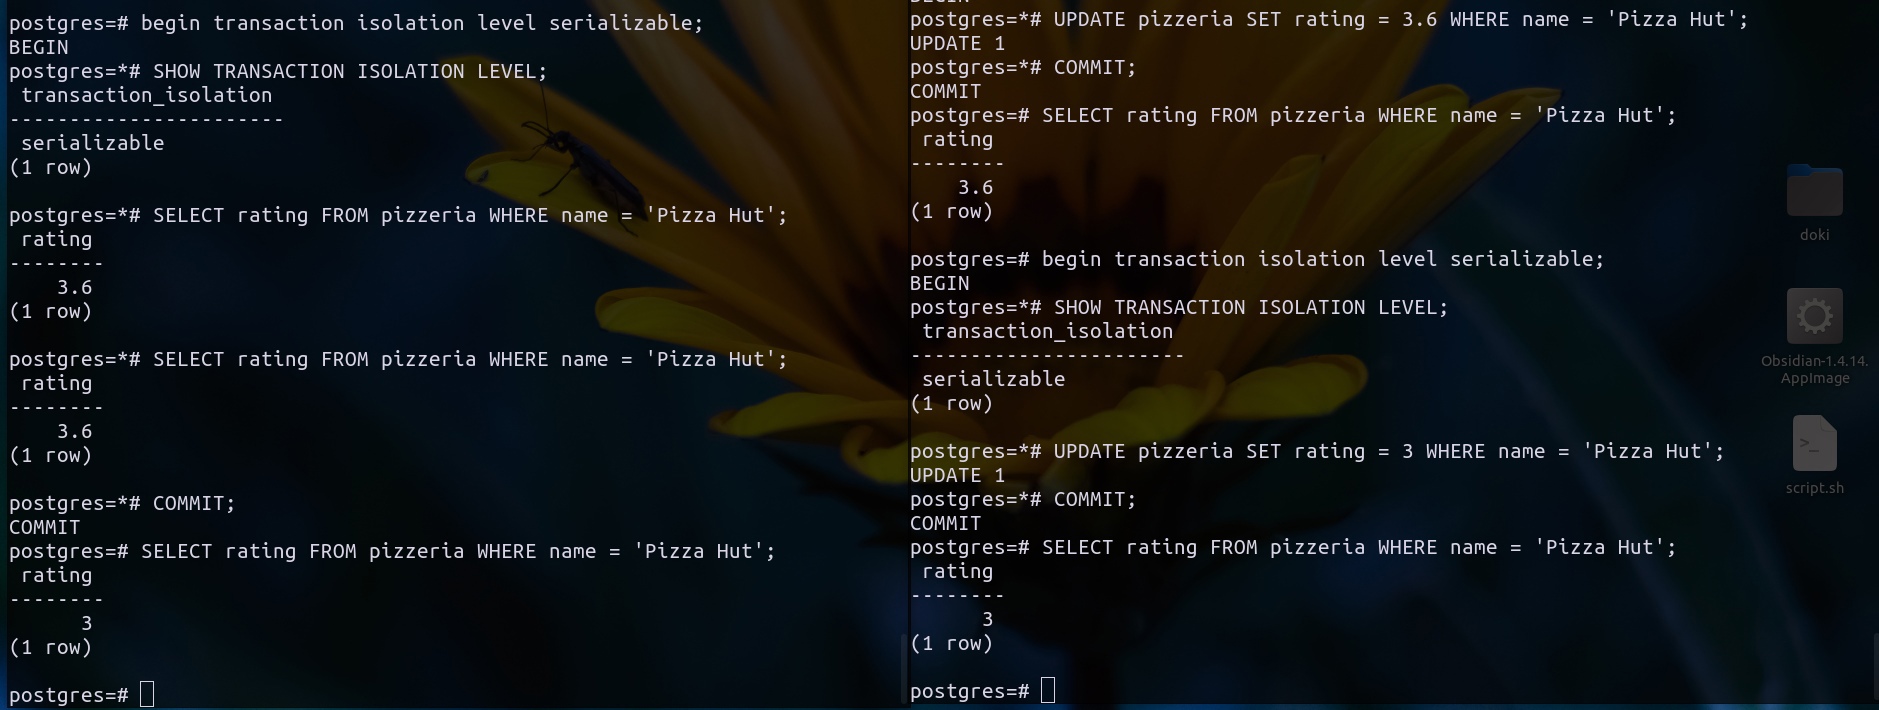 postgres=# begin transaction isolation level serializable;
BEGIN
postgres=*# SHOW TRANSACTION ISOLATION LEVEL;
 transaction_isolation
-----------------------
 serializable
(1 row)

postgres=*# SELECT rating FROM pizzeria WHERE name = 'Pizza Hut';
 rating
--------
    3.6
(1 row)

postgres=*# SELECT rating FROM pizzeria WHERE name = 'Pizza Hut';
 rating
--------
    3.6
(1 row)

postgres=*# COMMIT;
COMMIT
postgres=# SELECT rating FROM pizzeria WHERE name = 'Pizza Hut';
 rating
--------
      3
(1 row)

postgres=#
BEGIN
postgres=*# UPDATE pizzeria SET rating = 3.6 WHERE name = 'Pizza Hut';
UPDATE 1
postgres=*# COMMIT;
COMMIT
postgres=# SELECT rating FROM pizzeria WHERE name = 'Pizza Hut';
 rating
--------
    3.6
(1 row)

postgres=# begin transaction isolation level serializable;
BEGIN
postgres=*# SHOW TRANSACTION ISOLATION LEVEL;
 transaction_isolation
-----------------------
 serializable
(1 row)

postgres=*# UPDATE pizzeria SET rating = 3 WHERE name = 'Pizza Hut';
UPDATE 1
postgres=*# COMMIT;
COMMIT
postgres=# SELECT rating FROM pizzeria WHERE name = 'Pizza Hut';
 rating
--------
      3
(1 row)

postgres=#
doki
Obsidian-1.4.14.
AppImage
>_
script.sh